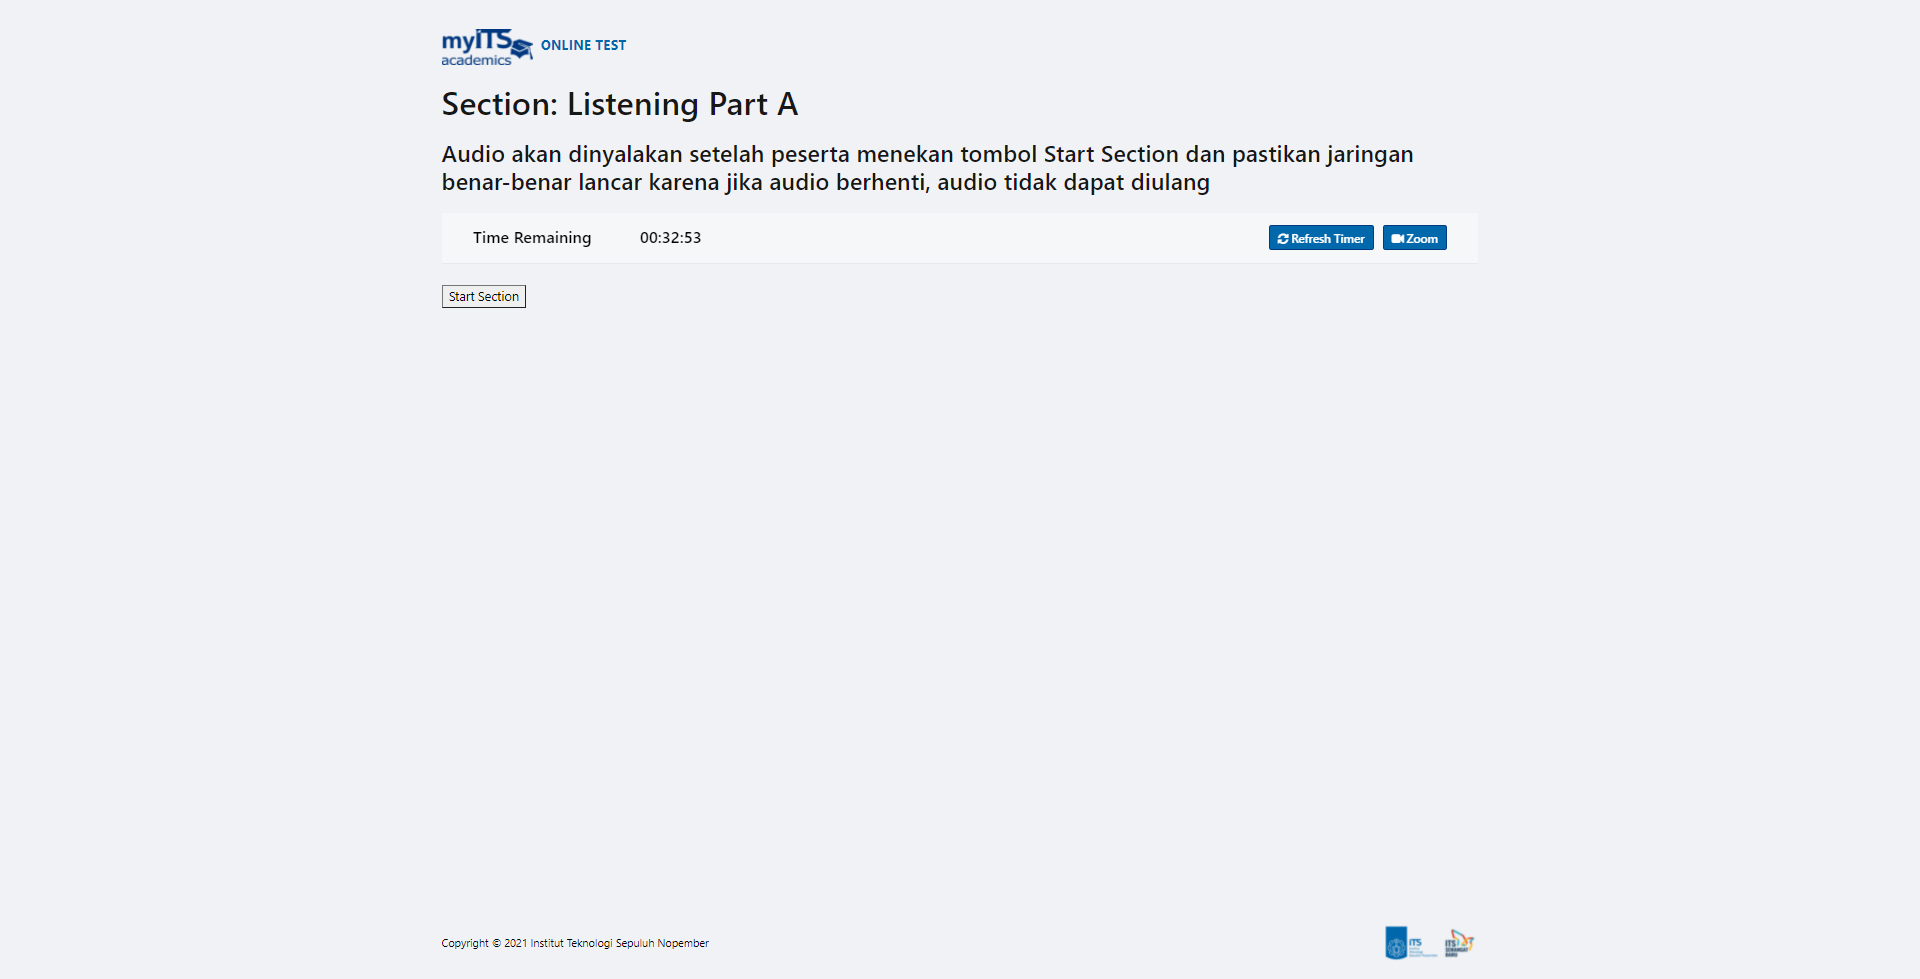 myITS
academics
ONLINE TEST
Section: Listening Part A
Audio akan dinyalakan setelah peserta menekan tombol Start Section dan pastikan jaringan
benar-benar lancar karena jika audio berhenti, audio tidak dapat diulang
Time Remaining 00:32:53 Refresh Timer Zoom
Start Section
Copyright © 2021 Institut Teknologi Sepuluh Nopember
ITS
ITS